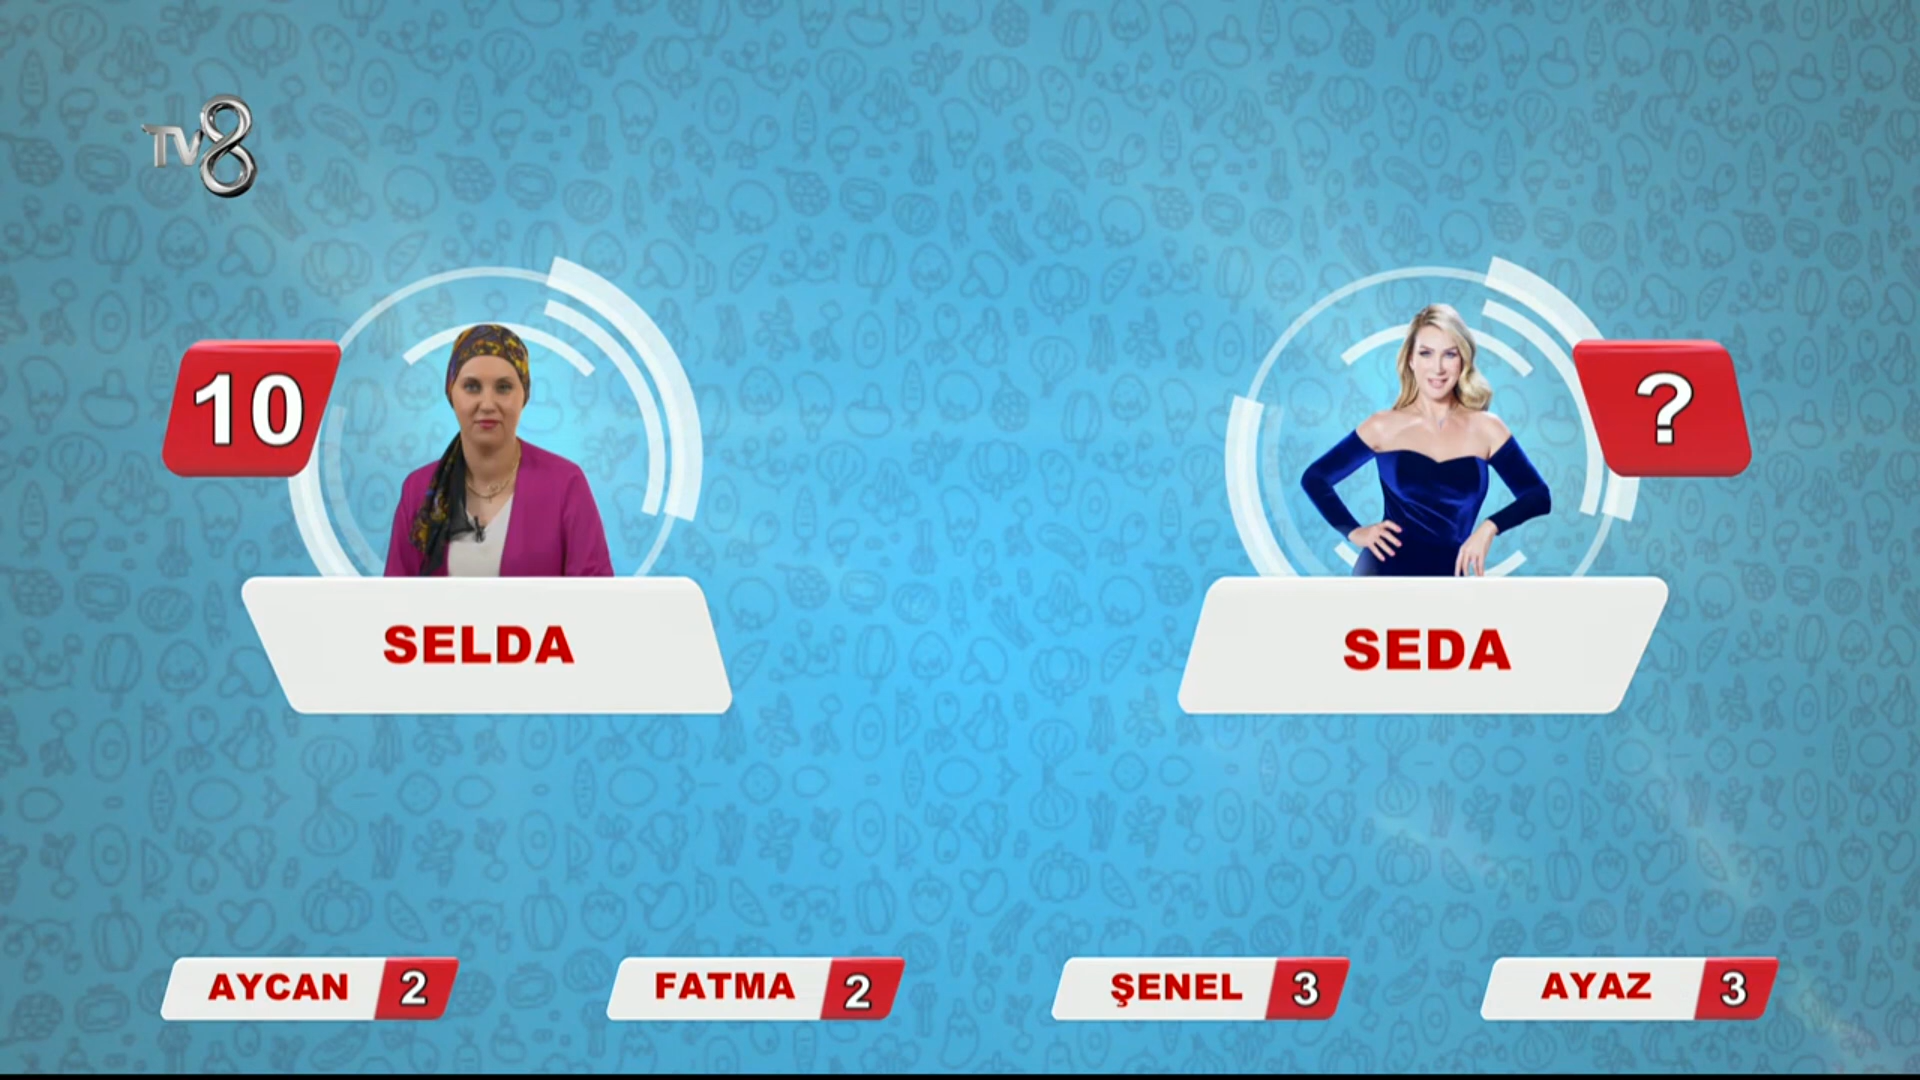 TV8
10
?
SELDA
SEDA
AYCAN 2
FATMA 2
ŞENEL 3
AYAZ 3